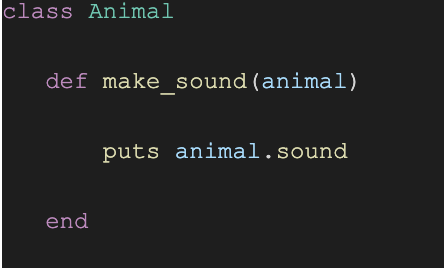 class Animal
def make_sound(animal)
puts animal.sound
end